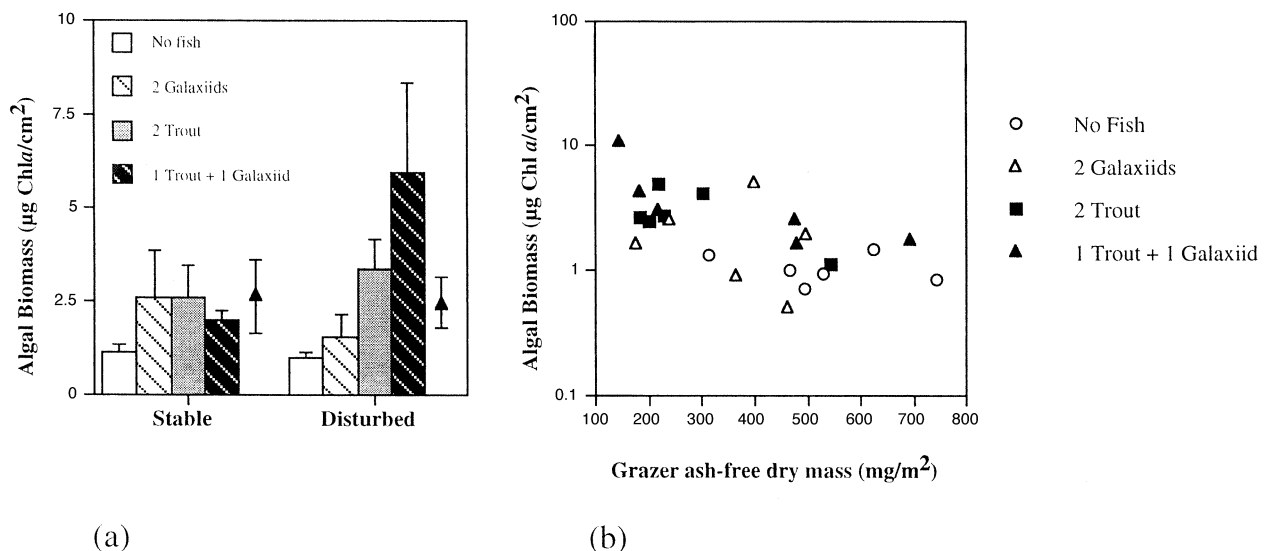 10
7.5
5
2.5
0
Algal Biomass (µg Chla/cm2)
No fish
2 Galaxiids
2 Trout
1 Trout + 1 Galaxiid
Stable
Disturbed
(a)
100
10
1
0.1
Algal Biomass (µg Chl a/cm2)
100 200 300 400 500 600 700 800
Grazer ash-free dry mass (mg/m2)
(b)
No Fish
2 Galaxiids
2 Trout
1 Trout + 1 Galaxiid